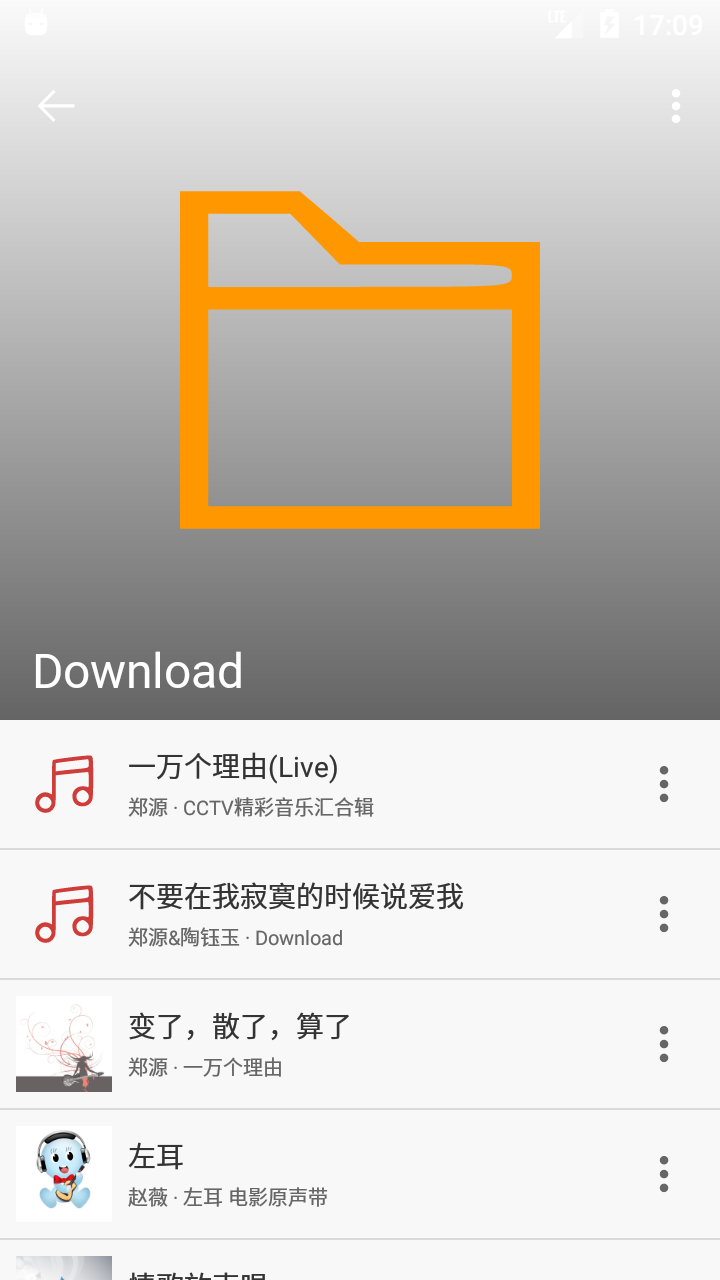 LTE 17:09
Download
一万个理由(Live)
郑源 · CCTV精彩音乐汇合辑
不要在我寂寞的时候说爱我
郑源&陶钰玉 · Download
变了，散了，算了
郑源 · 一万个理由
左耳
赵薇 · 左耳 电影原声带